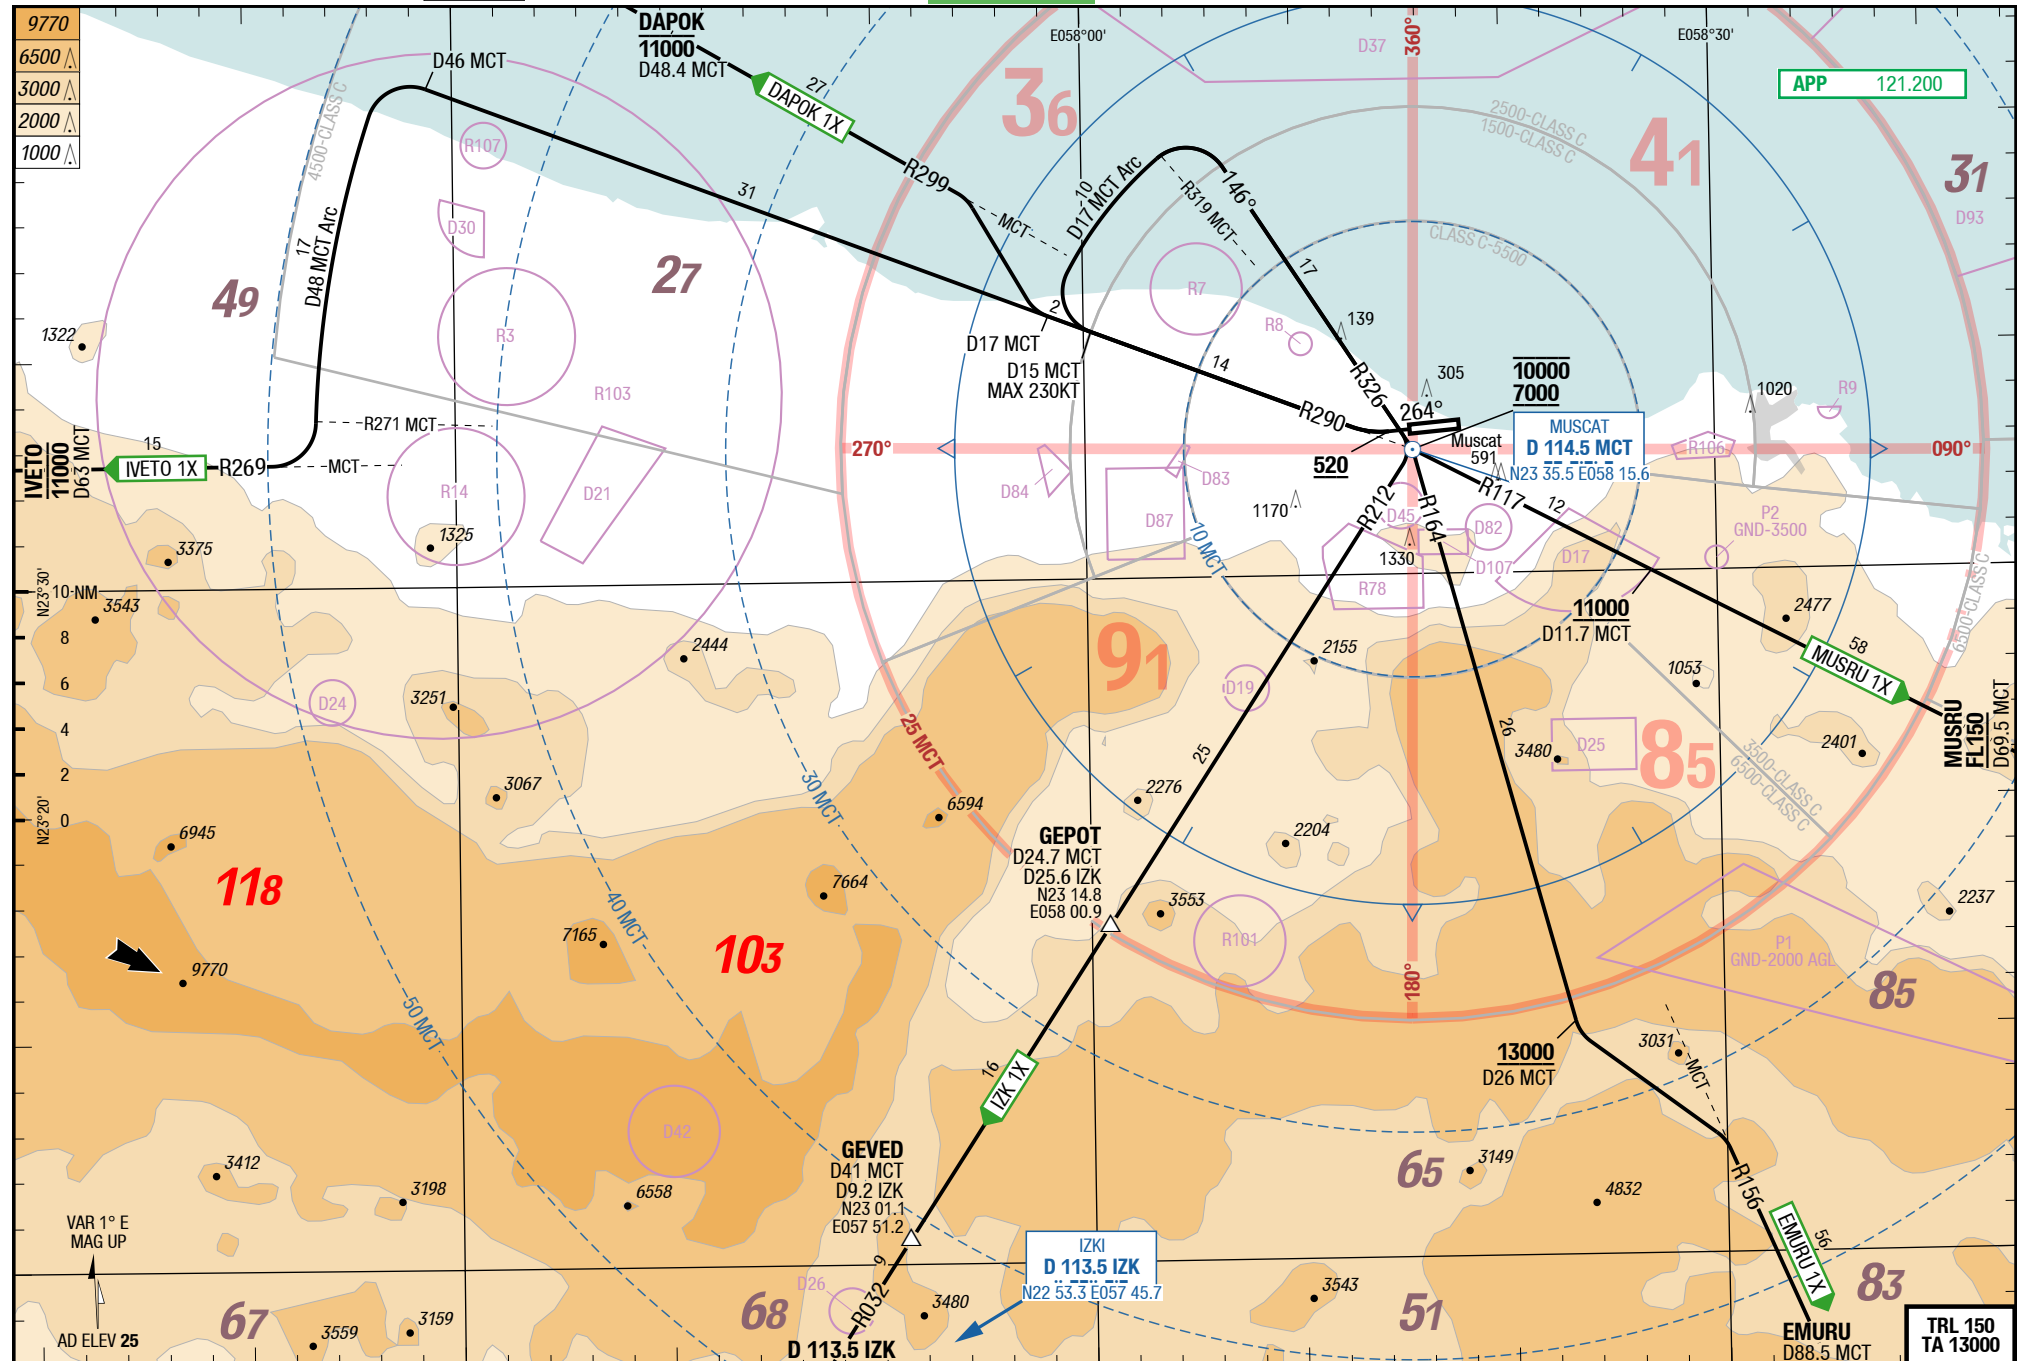 9770
6500
3000
2000
1000
D46 MCT
4500-CLASS C
R107
D30
17
D48 MCT Arc
49
27
R3
R103
1322
R271 MCT
15
IVETO
11000
D63 MCT
IVETO 1X
R269
MCT
R14
D21
1325
3375
3543
N23°30'
10 NM
8
6
4
2
0
N23°20'
DAPOK
11000
D48.4 MCT
27
DAPOK 1X
31
R299
MCT
36
E058°00'
D37
360°
E058°30'
APP 121.200
2500-CLASS C
1500-CLASS C
41
31
D93
10
D17 MCT Arc
R319 MCT
146°
17
CLASS C-5500
R7
R8
139
2
D17 MCT
D15 MCT
MAX 230KT
14
R326
305
10000
7000
1020
R9
R290
264°
270°
520
Muscat
591
MUSCAT
D 114.5 MCT
N23 35.5 E058 15.6
R106
090°
D84
D83
D87
1170
R212
D45
R164
R117
12
D82
P2
GND-3500
10 MCT
1330
D107
D17
R78
11000
D11.7 MCT
2477
6500-CLASS C
58
MUSRU 1X
MUSRU
FL150
D69.5 MCT
2444
91
2155
1053
D19
D24
3251
25 MCT
25
26
3480
D25
85
2401
3500-CLASS C
6500-CLASS C
3067
30 MCT
6594
2276
6945
118
7664
GEPOT
D24.7 MCT
D25.6 IZK
N23 14.8
E058 00.9
2204
3553
2237
7165
40 MCT
103
R101
180°
P1
GND-2000 AGL
85
9770
50 MCT
16
IZK 1X
13000
D26 MCT
3031
MCT
D42
GEVED
D41 MCT
D9.2 IZK
N23 01.1
E057 51.2
65
3149
4832
R156
3412
3198
6558
VAR 1° E
MAG UP
IZKI
D 113.5 IZK
N22 53.3 E057 45.7
56
EMURU 1X
9
D26
R032
68
3480
3543
51
83
67
3559
3159
AD ELEV 25
D 113.5 IZK
EMURU
D88.5 MCT
TRL 150
TA 13000